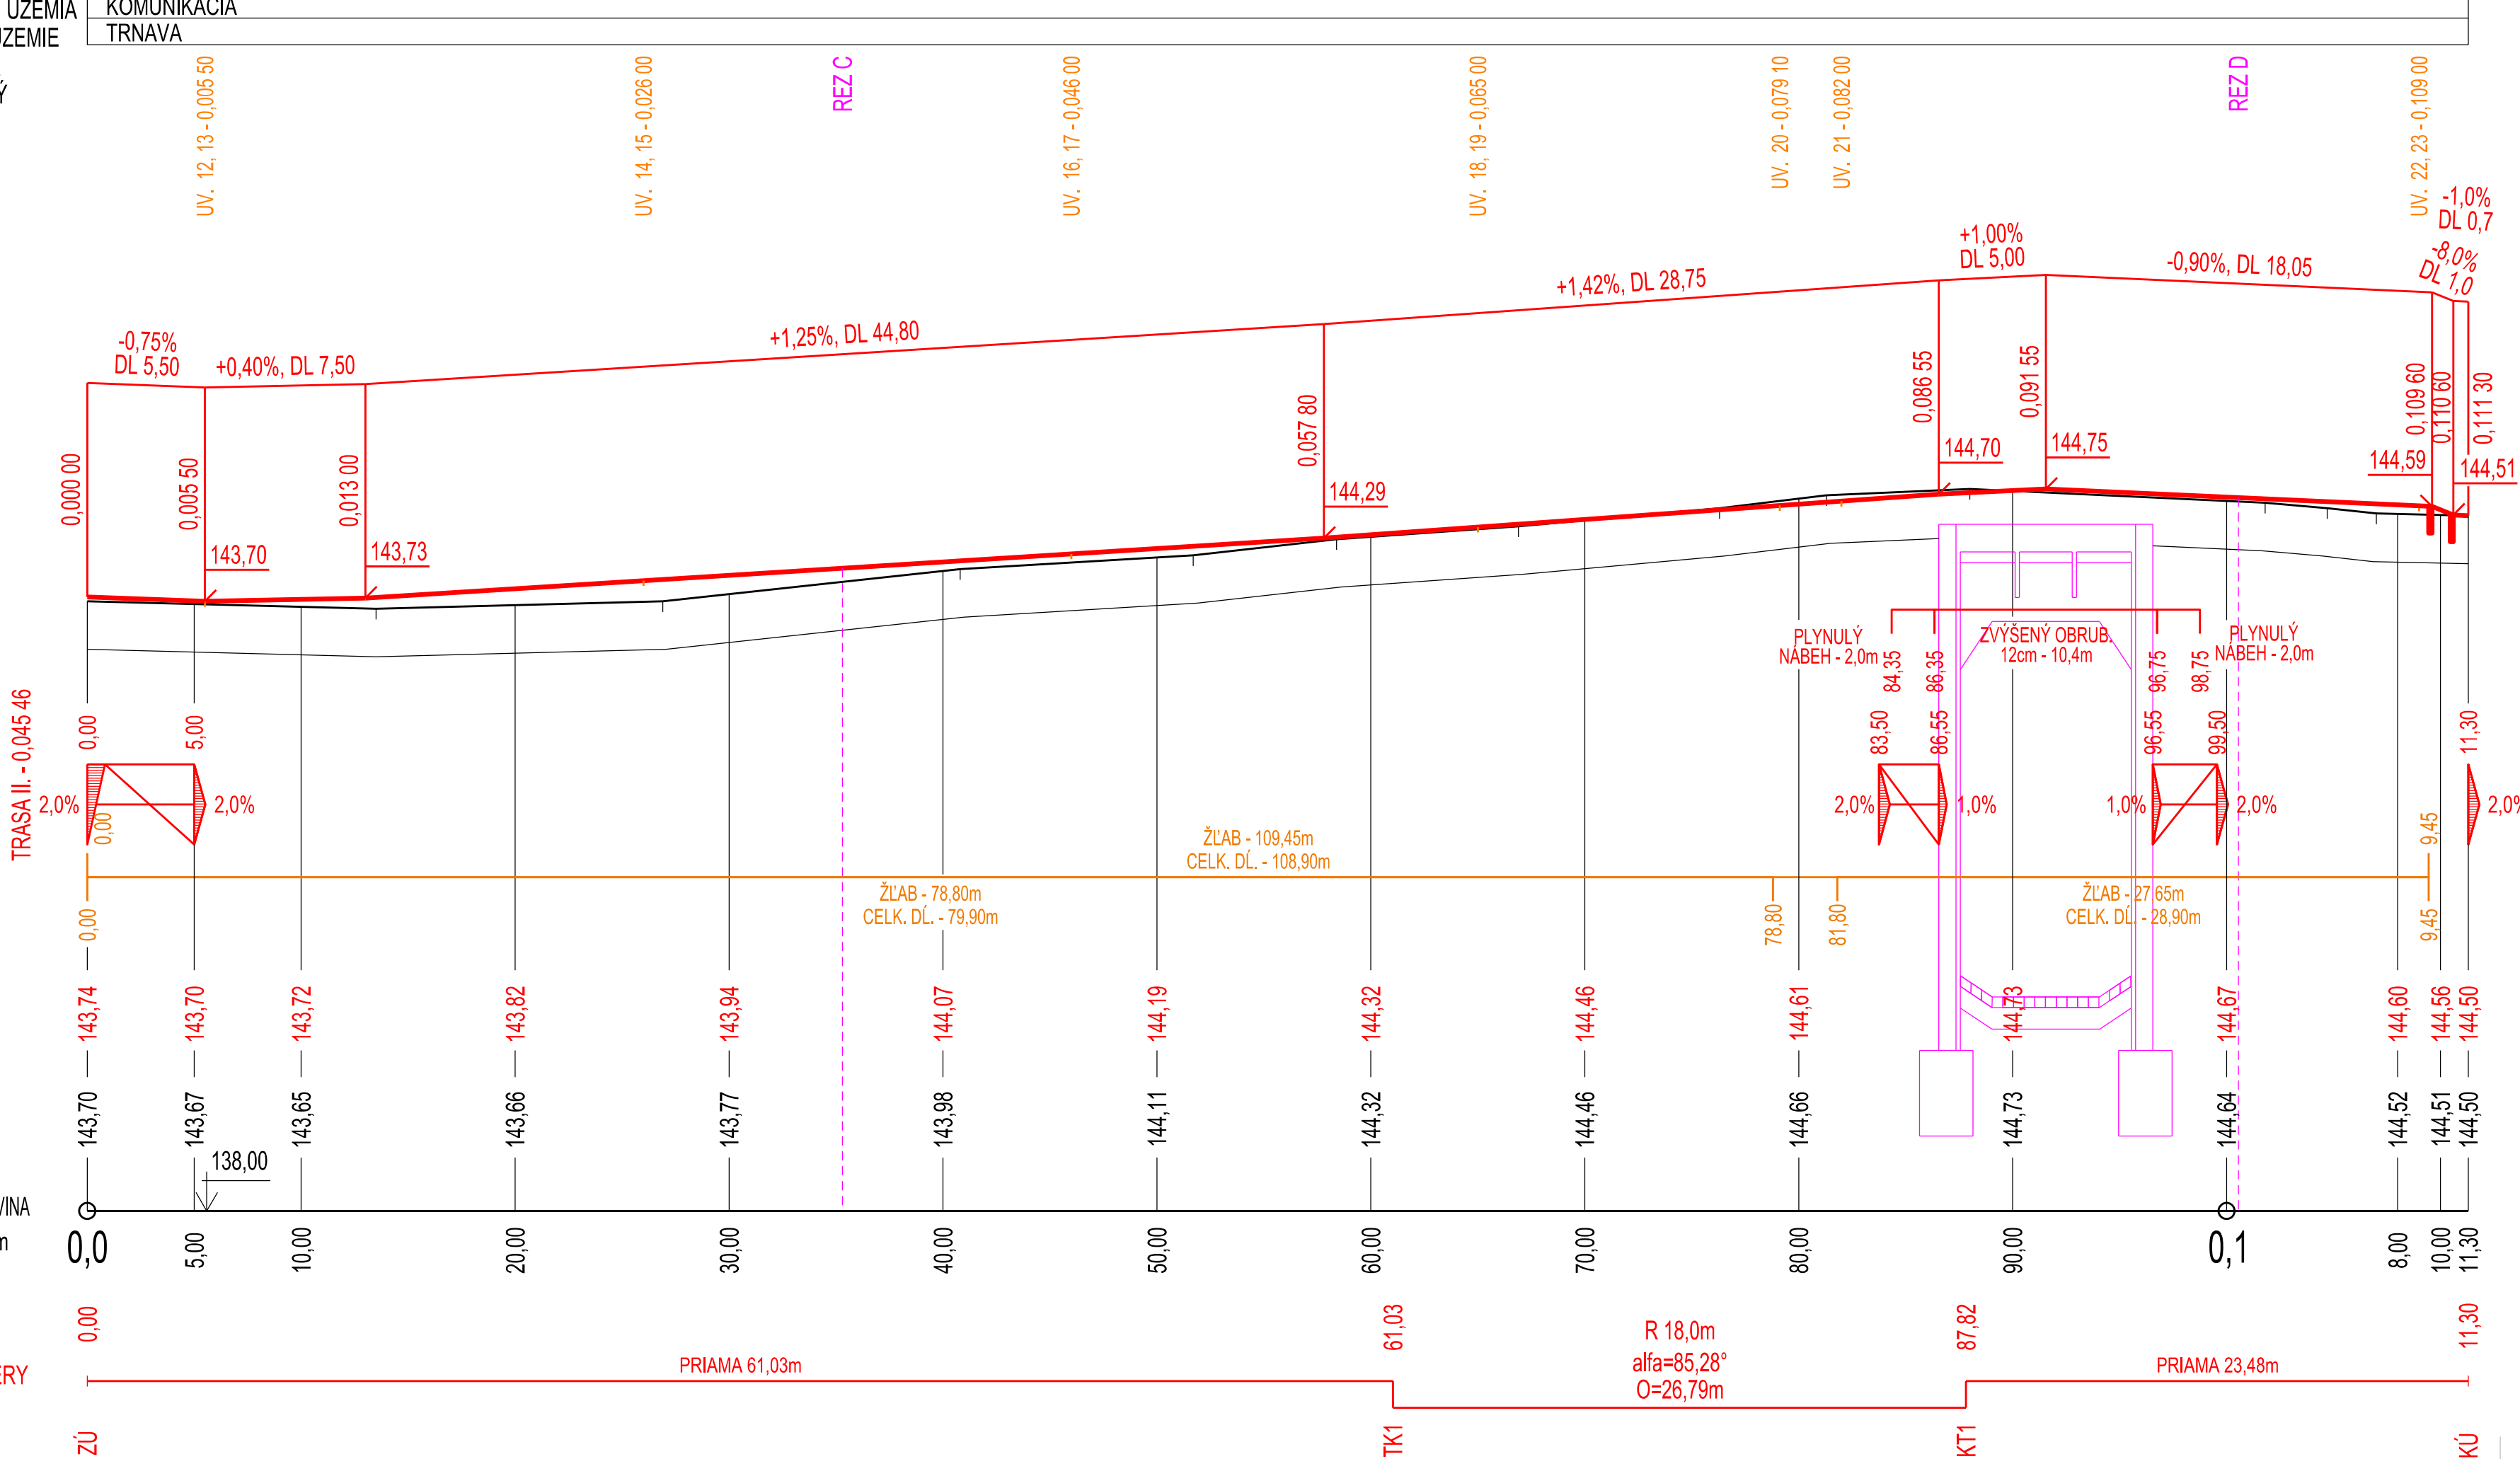 ÚZEMIA
KOMUNIKÁCIA
ÚZEMIE
TRNAVA
UV. 12, 13 - 0,005 50
UV. 14, 15 - 0,026 00
REZ C
UV. 16, 17 - 0,046 00
UV. 18, 19 - 0,065 00
UV. 20 - 0,079 10
UV. 21 - 0,082 00
REZ D
UV. 22, 23 - 0,109 00
-1,0%
DL 0,7
-8,0%
DL 1,0
-0,75%
DL 5,50
+0,40%, DL 7,50
+1,25%, DL 44,80
+1,42%, DL 28,75
+1,00%
DL 5,00
-0,90%, DL 18,05
0,000 00
0,005 50
0,013 00
0,057 80
0,086 55
0,091 55
0,109 60
0,110 60
0,111 30
143,70
143,73
144,29
144,70
144,75
144,59
144,51
PLYNULÝ
NÁBEH - 2,0m
84,35
86,35
ZVÝŠENÝ OBRUB.
12cm - 10,4m
96,75
98,75
PLYNULÝ
NÁBEH - 2,0m
TRASA II. - 0,045 46
0,00
5,00
83,50
86,55
96,55
99,50
11,30
2,0%
2,0%
2,0%
1,0%
1,0%
2,0%
2,0%
0,00
ŽĽAB - 109,45m
CELK. DĹ. - 108,90m
9,45
0,00
ŽĽAB - 78,80m
CELK. DĹ. - 79,90m
78,80
81,80
ŽĽAB - 27,65m
CELK. DĹ. - 28,90m
9,45
143,74
143,70
143,72
143,82
143,94
144,07
144,19
144,32
144,46
144,61
144,73
144,67
144,60
144,56
144,50
143,70
143,67
143,65
143,66
143,77
143,98
144,11
144,32
144,46
144,66
144,73
144,64
144,52
144,51
144,50
138,00
VINA
m
0,0
5,00
10,00
20,00
30,00
40,00
50,00
60,00
70,00
80,00
90,00
0,1
8,00
10,00
11,30
0,00
61,03
87,82
11,30
ERY
PRIAMA 61,03m
R 18,0m
alfa=85,28°
O=26,79m
PRIAMA 23,48m
ZÚ
TK1
KT1
KÚ